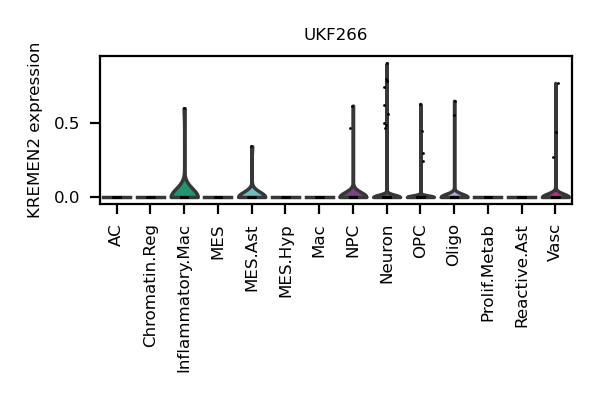 UKF266
KREMEN2 expression
0.5
0.0
AC
Chromatin.Reg
Inflammatory.Mac
MES
MES.Ast
MES.Hyp
Mac
NPC
Neuron
OPC
Oligo
Prolif.Metab
Reactive.Ast
Vasc